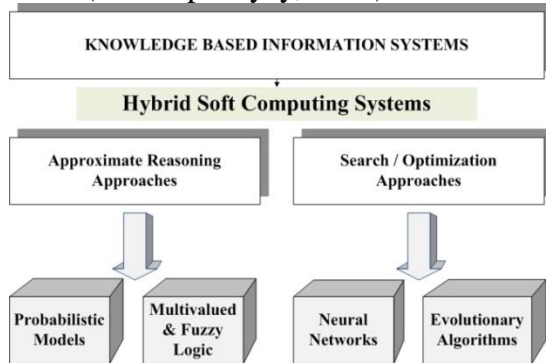 KNOWLEDGE BASED INFORMATION SYSTEMS
Hybrid Soft Computing Systems
Approximate Reasoning
Approaches
Search / Optimization
Approaches
Probabilistic
Models
Multivalued
& Fuzzy
Logic
Neural
Networks
Evolutionary
Algorithms